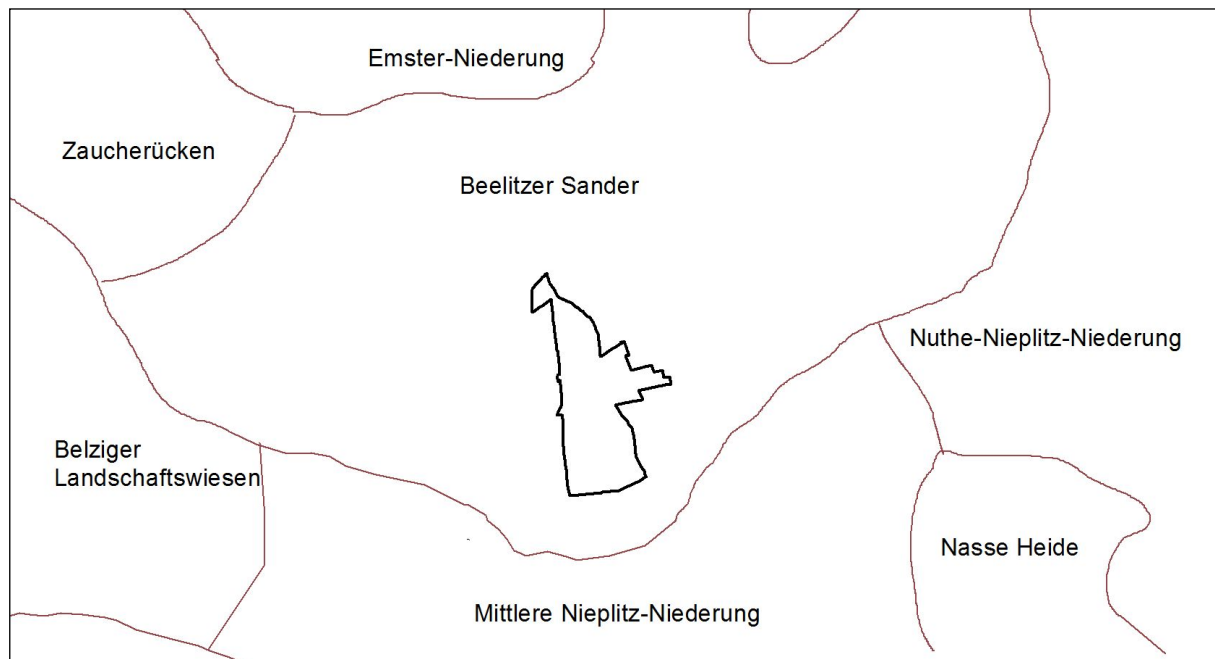 Emster-Niederung
Zaucherücken
Beelitzer Sander
Nuthe-Nieplitz-Niederung
Belziger
Landschaftswiesen
Nasse Heide
Mittlere Nieplitz-Niederung